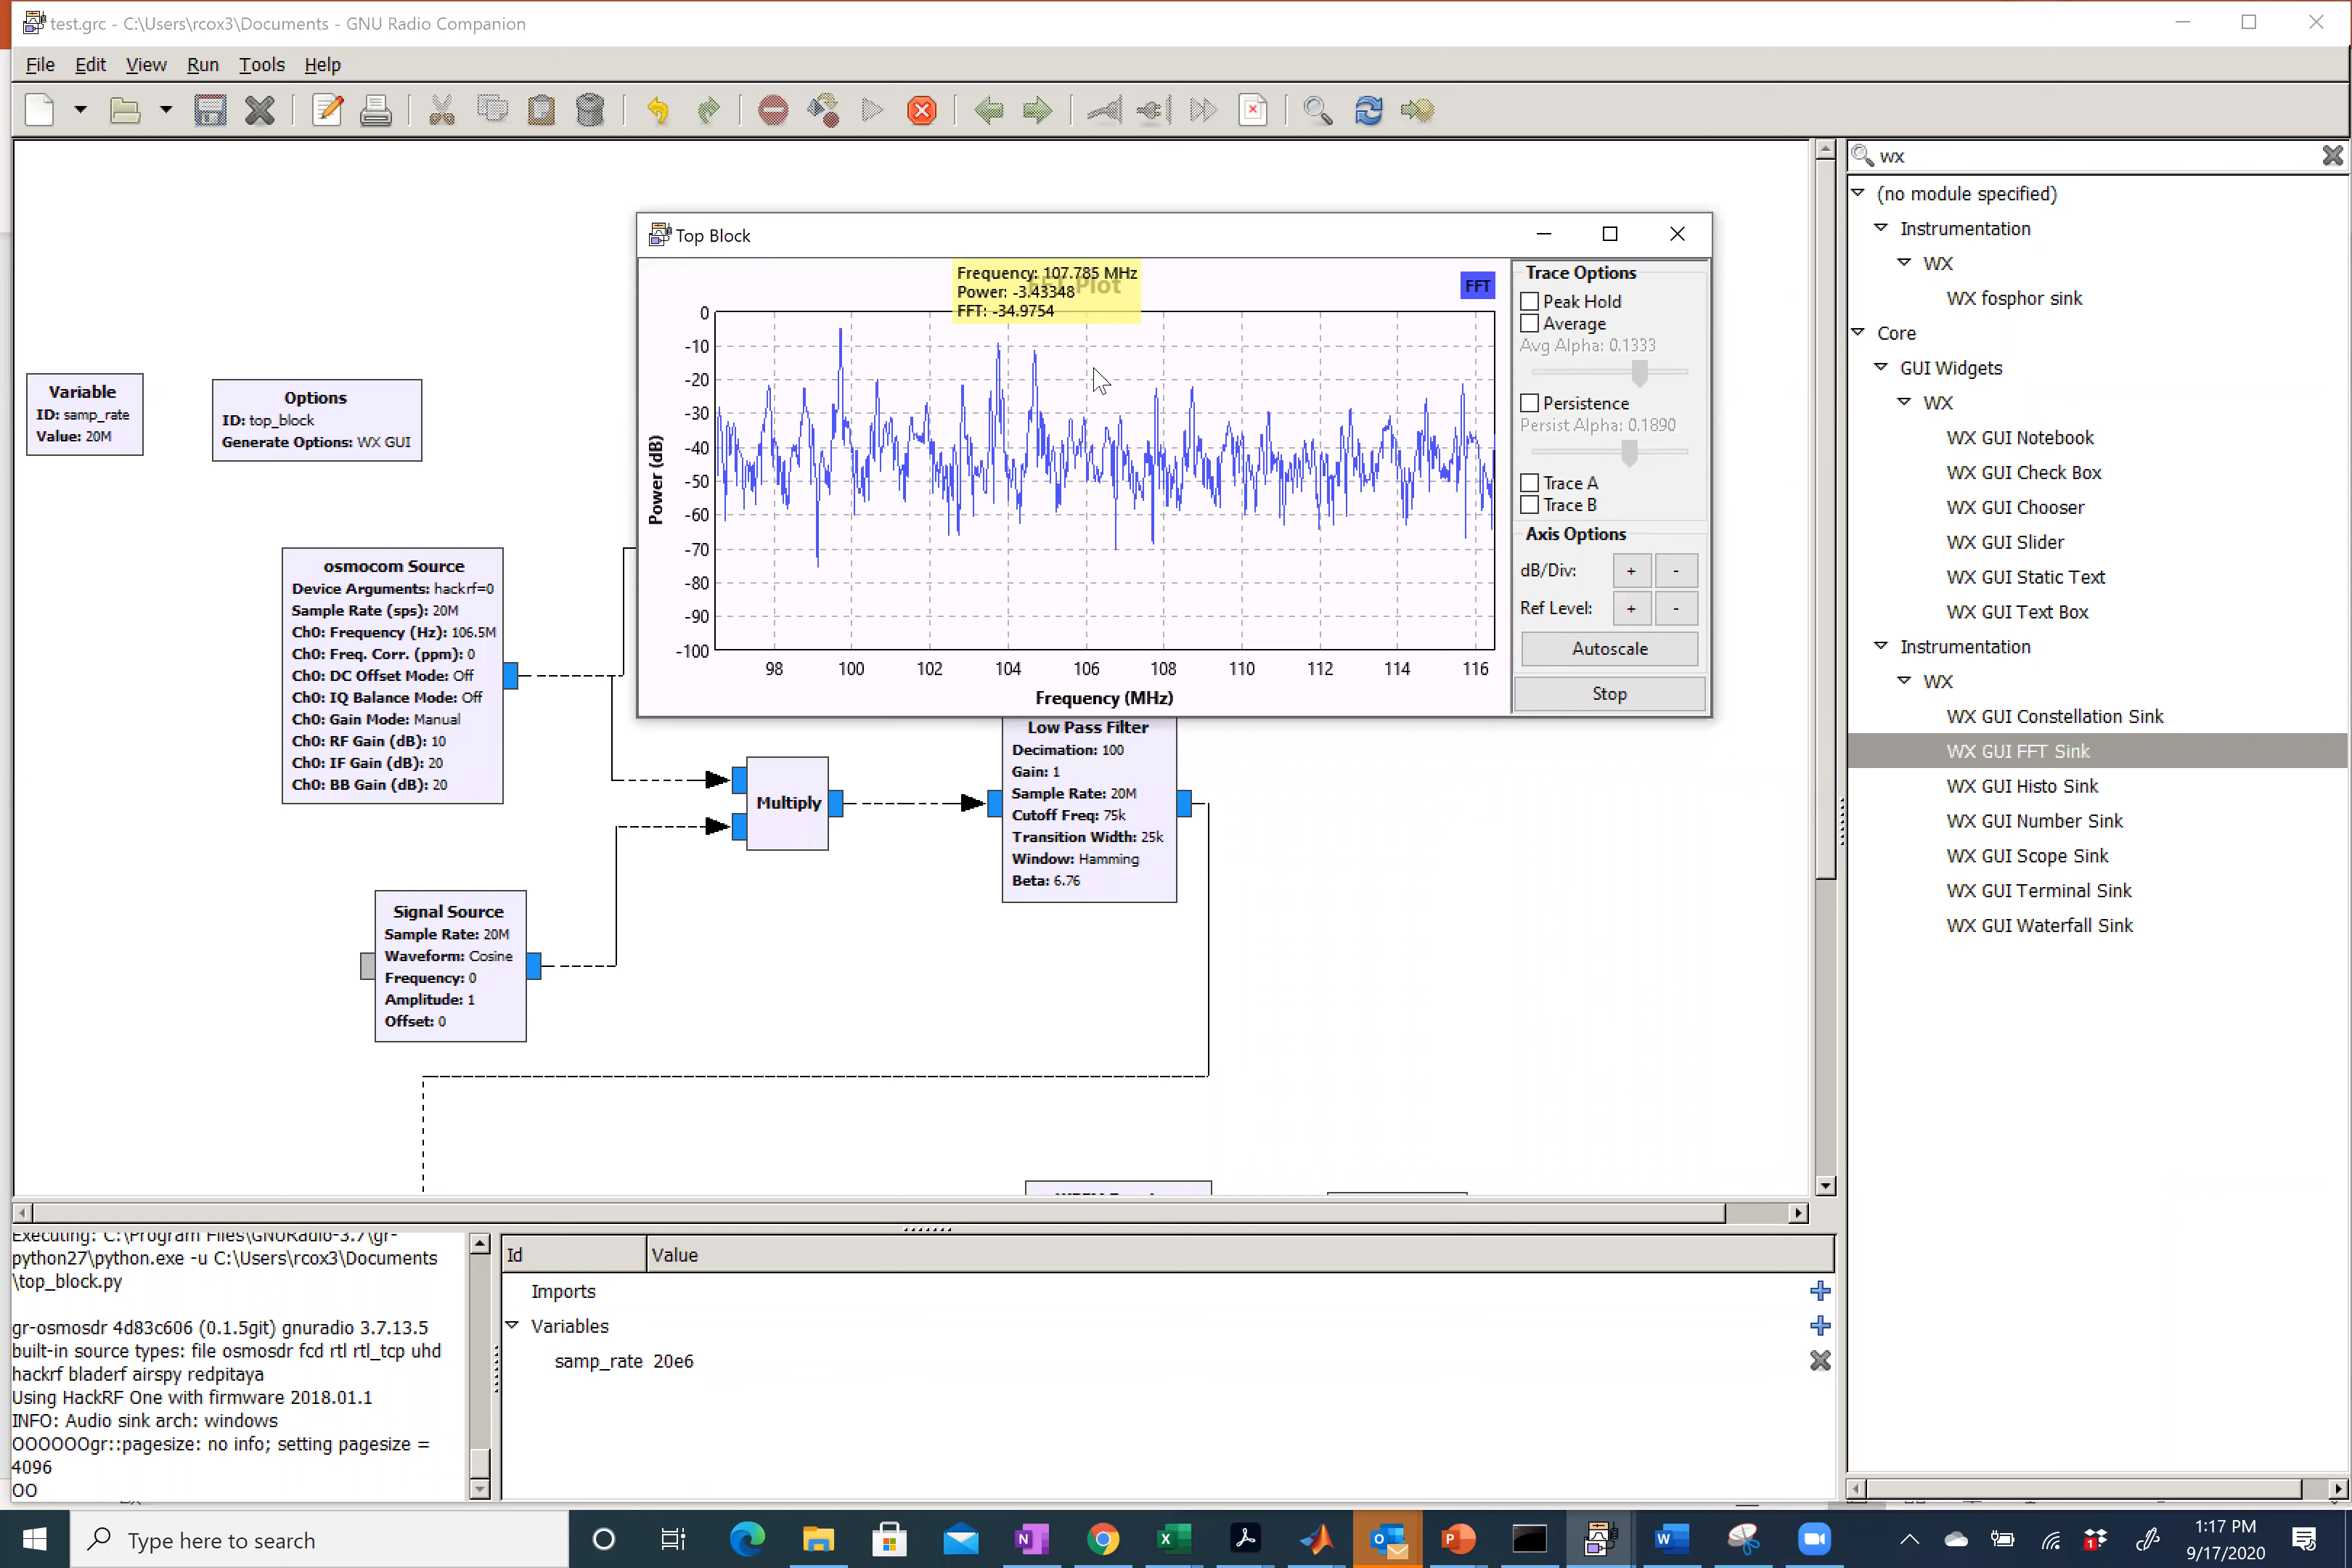 test.grc - C:\Users\rcox3\Documents - GNU Radio Companion
File Edit View Run Tools Help
wx
(no module specified)
Instrumentation
WX
WX fosphor sink
Core
GUI Widgets
WX
WX GUI Notebook
WX GUI Check Box
WX GUI Chooser
WX GUI Slider
WX GUI Static Text
WX GUI Text Box
Instrumentation
WX
WX GUI Constellation Sink
WX GUI FFT Sink
WX GUI Histo Sink
WX GUI Number Sink
WX GUI Scope Sink
WX GUI Terminal Sink
WX GUI Waterfall Sink
Variable
ID: samp_rate
Value: 20M
Options
ID: top_block
Generate Options: WX GUI
Top Block
FFT Plot
Frequency: 107.785 MHz
Power: -3.43348
FFT: -34.9754
FFT
Power (dB)
0
-10
-20
-30
-40
-50
-60
-70
-80
-90
-100
98 100 102 104 106 108 110 112 114 116
Frequency (MHz)
Trace Options
Peak Hold
Average
Avg Alpha: 0.1333
Persistence
Persist Alpha: 0.1890
Trace A
Trace B
Axis Options
dB/Div: + -
Ref Level: + -
Autoscale
Stop
osmocom Source
Device Arguments: hackrf=0
Sample Rate (sps): 20M
Ch0: Frequency (Hz): 106.5M
Ch0: Freq. Corr. (ppm): 0
Ch0: DC Offset Mode: Off
Ch0: IQ Balance Mode: Off
Ch0: Gain Mode: Manual
Ch0: RF Gain (dB): 10
Ch0: IF Gain (dB): 20
Ch0: BB Gain (dB): 20
Multiply
Low Pass Filter
Decimation: 100
Gain: 1
Sample Rate: 20M
Cutoff Freq: 75k
Transition Width: 25k
Window: Hamming
Beta: 6.76
Signal Source
Sample Rate: 20M
Waveform: Cosine
Frequency: 0
Amplitude: 1
Offset: 0
Executing: C:\Program Files\GNURadio-3.7\gr-
python27\python.exe -u C:\Users\rcox3\Documents
\top_block.py
gr-osmosdr 4d83c606 (0.1.5git) gnuradio 3.7.13.5
built-in source types: file osmosdr fcd rtl rtl_tcp uhd
hackrf bladerf airspy redpitaya
Using HackRF One with firmware 2018.01.1
INFO: Audio sink arch: windows
OOOOOOgr::pagesize: no info; setting pagesize =
4096
OO
Id Value
Imports
Variables
samp_rate 20e6
Type here to search
1:17 PM
9/17/2020